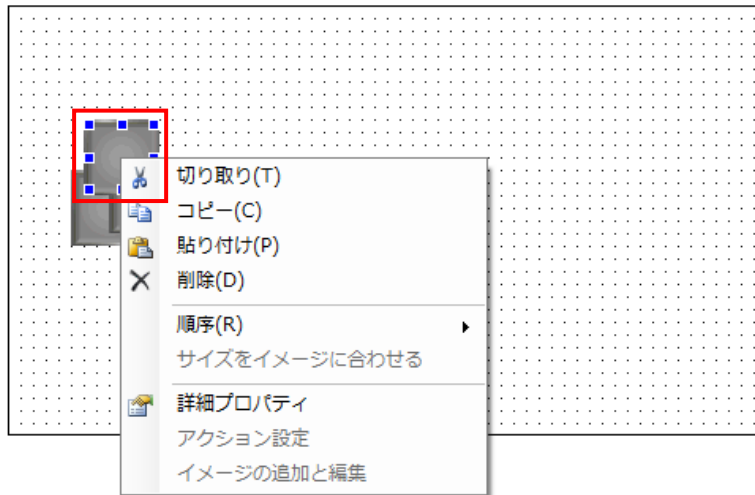 切り取り(T)
コピー(C)
貼り付け(P)
削除(D)
順序(R)
サイズをイメージに合わせる
詳細プロパティ
アクション設定
イメージの追加と編集